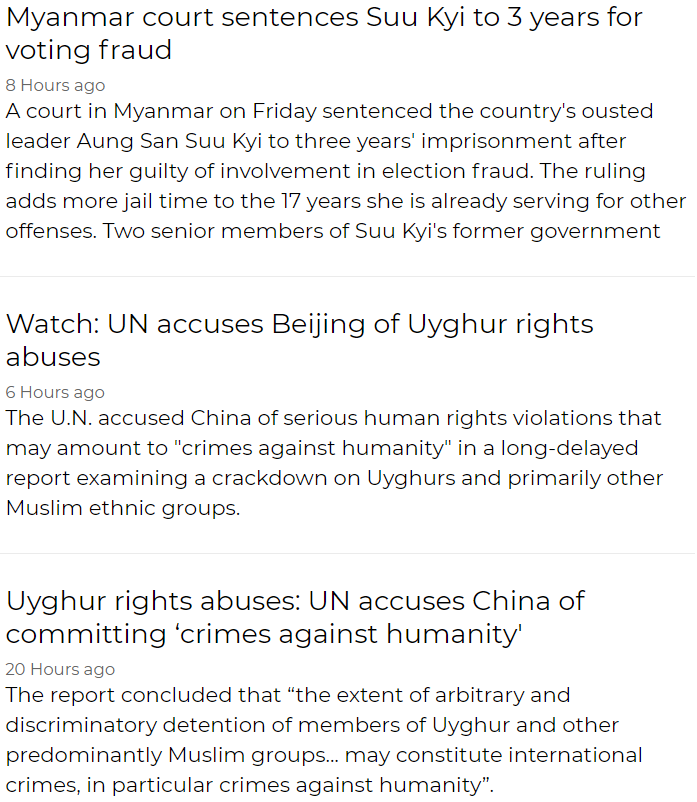 Myanmar court sentences Suu Kyi to 3 years for
voting fraud
8 Hours ago
A court in Myanmar on Friday sentenced the country's ousted
leader Aung San Suu Kyi to three years' imprisonment after
finding her guilty of involvement in election fraud. The ruling
adds more jail time to the 17 years she is already serving for other
offenses. Two senior members of Suu Kyi's former government
Watch: UN accuses Beijing of Uyghur rights
abuses
6 Hours ago
The U.N. accused China of serious human rights violations that
may amount to "crimes against humanity" in a long-delayed
report examining a crackdown on Uyghurs and primarily other
Muslim ethnic groups.
Uyghur rights abuses: UN accuses China of
committing ‘crimes against humanity'
20 Hours ago
The report concluded that “the extent of arbitrary and
discriminatory detention of members of Uyghur and other
predominantly Muslim groups... may constitute international
crimes, in particular crimes against humanity”.